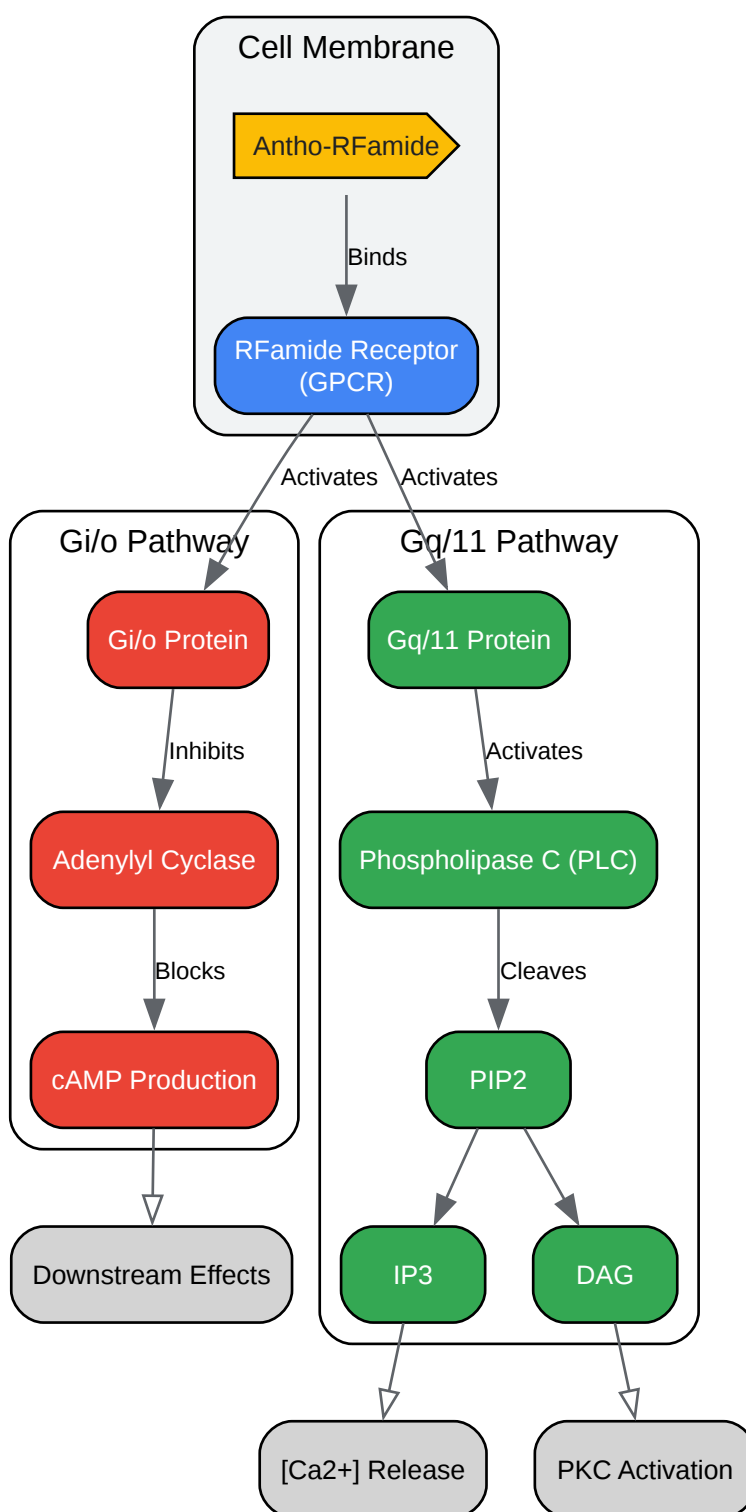 Cell Membrane
Antho-RFamide
Binds
RFamide Receptor
(GPCR)
Activates
Activates
Gi/o Pathway
Gq/11 Pathway
Gi/o Protein
Gq/11 Protein
Inhibits
Activates
Adenylyl Cyclase
Phospholipase C (PLC)
Blocks
Cleaves
cAMP Production
PIP2
Downstream Effects
IP3
DAG
[Ca2+] Release
PKC Activation